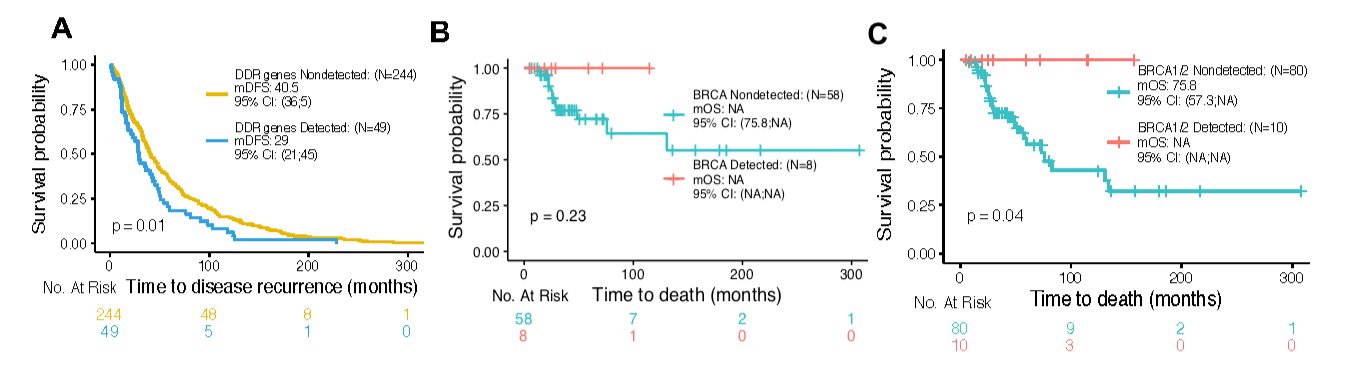 A
Survival probability
1.00
0.75
0.50
0.25
0.00
DDR genes Nondetected: (N=244)
mDFS: 40.5
95% CI: (36;5)
DDR genes Detected: (N=49)
mDFS: 29
95% CI: (21;45)
p = 0.01
0 100 200 300
No. At Risk Time to disease recurrence (months)
244 48 8 1
49 5 1 0
B
Survival probability
1.00
0.75
0.50
0.25
0.00
BRCA Nondetected: (N=58)
mOS: NA
95% CI: (75.8;NA)
BRCA Detected: (N=8)
mOS: NA
95% CI: (NA;NA)
p = 0.23
0 100 200 300
No. At Risk Time to death (months)
58 7 2 1
8 1 0 0
C
Survival probability
1.00
0.75
0.50
0.25
0.00
BRCA1/2 Nondetected: (N=80)
mOS: 75.8
95% CI: (57.3;NA)
BRCA1/2 Detected: (N=10)
mOS: NA
95% CI: (NA;NA)
p = 0.04
0 100 200 300
No. At Risk Time to death (months)
80 9 2 1
10 3 0 0